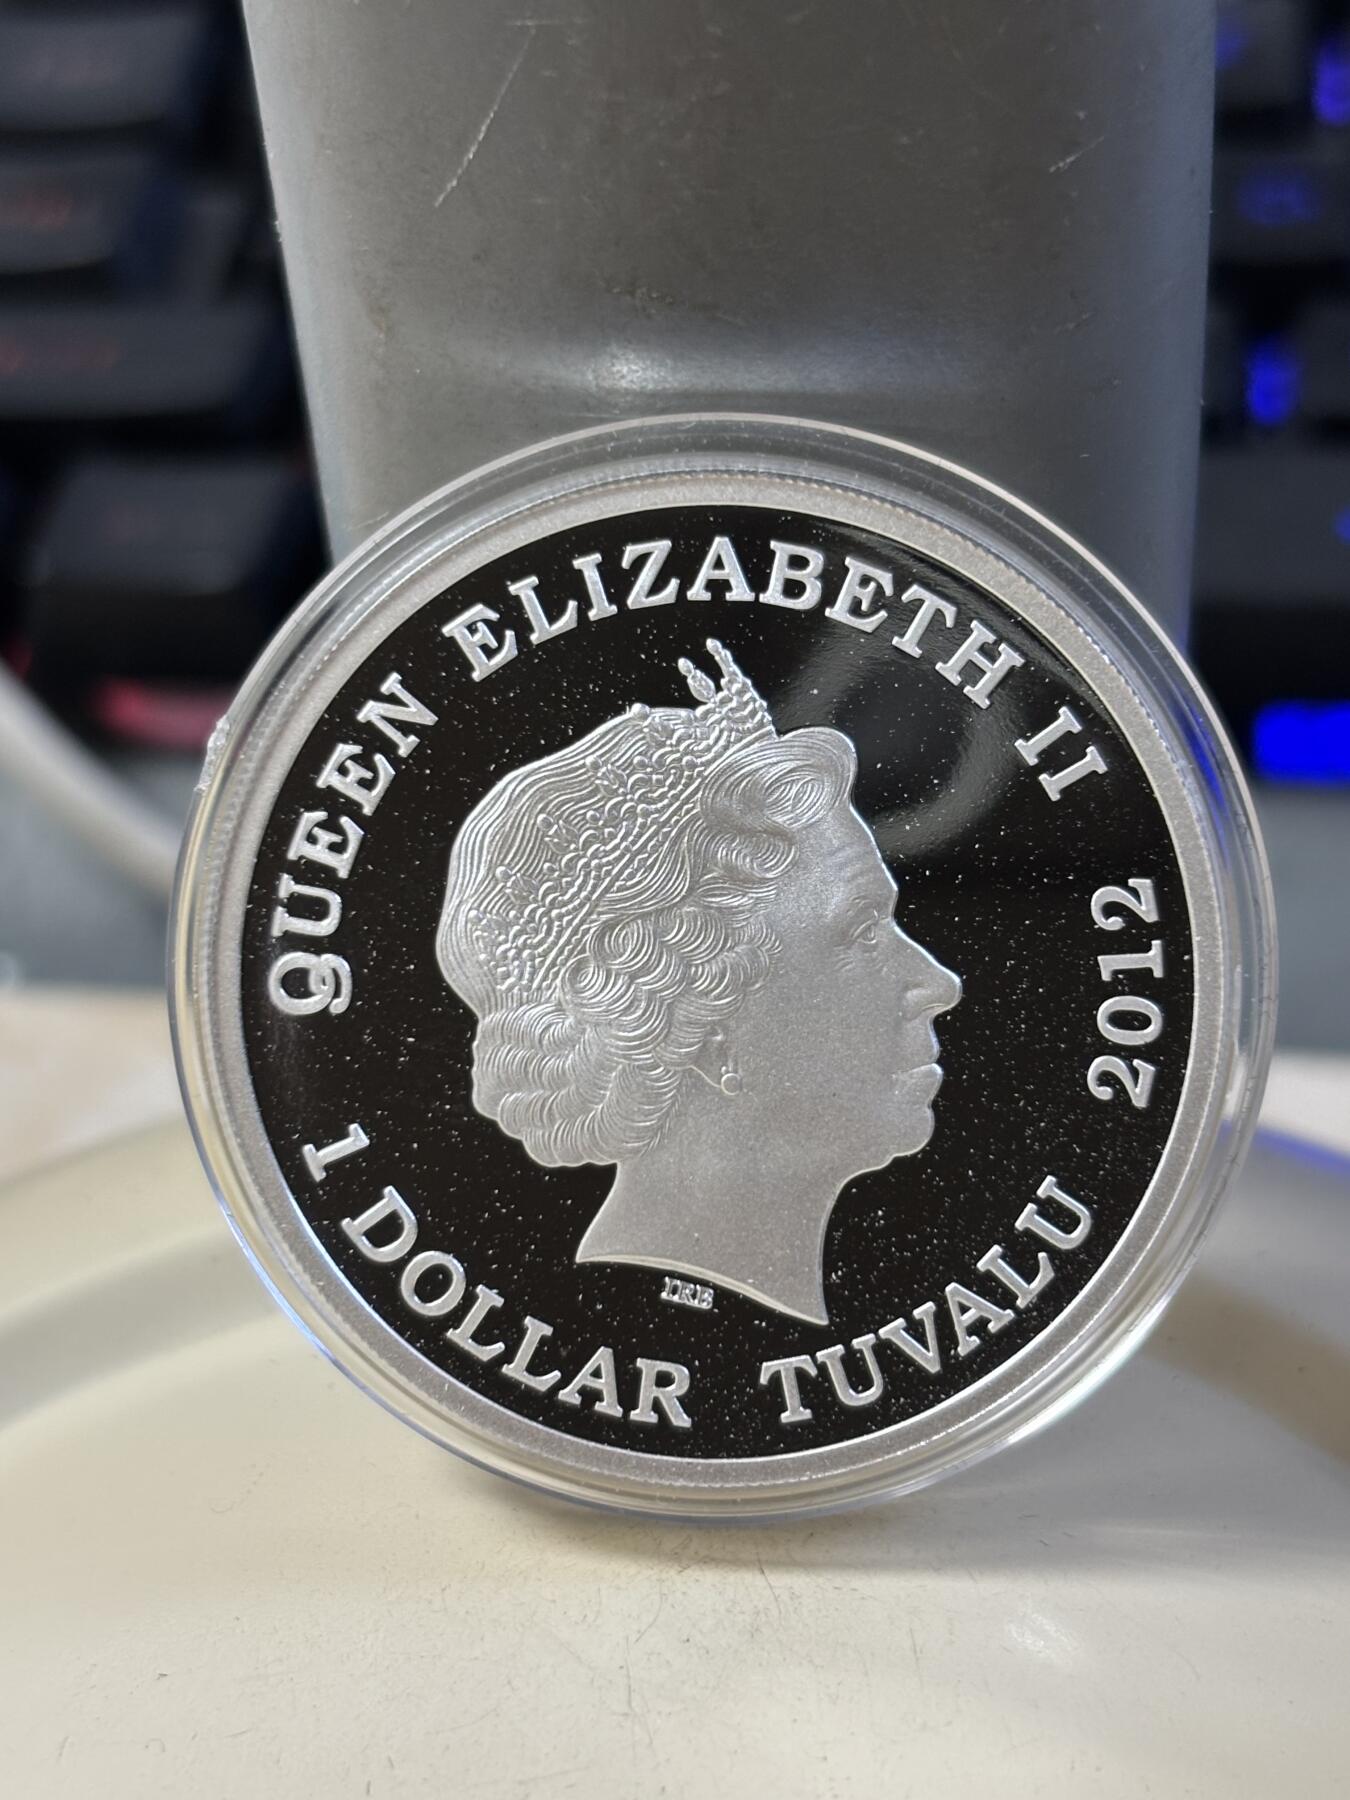 QUEEN ELIZABETH II
2012
1 DOLLAR TUVALU
IRB